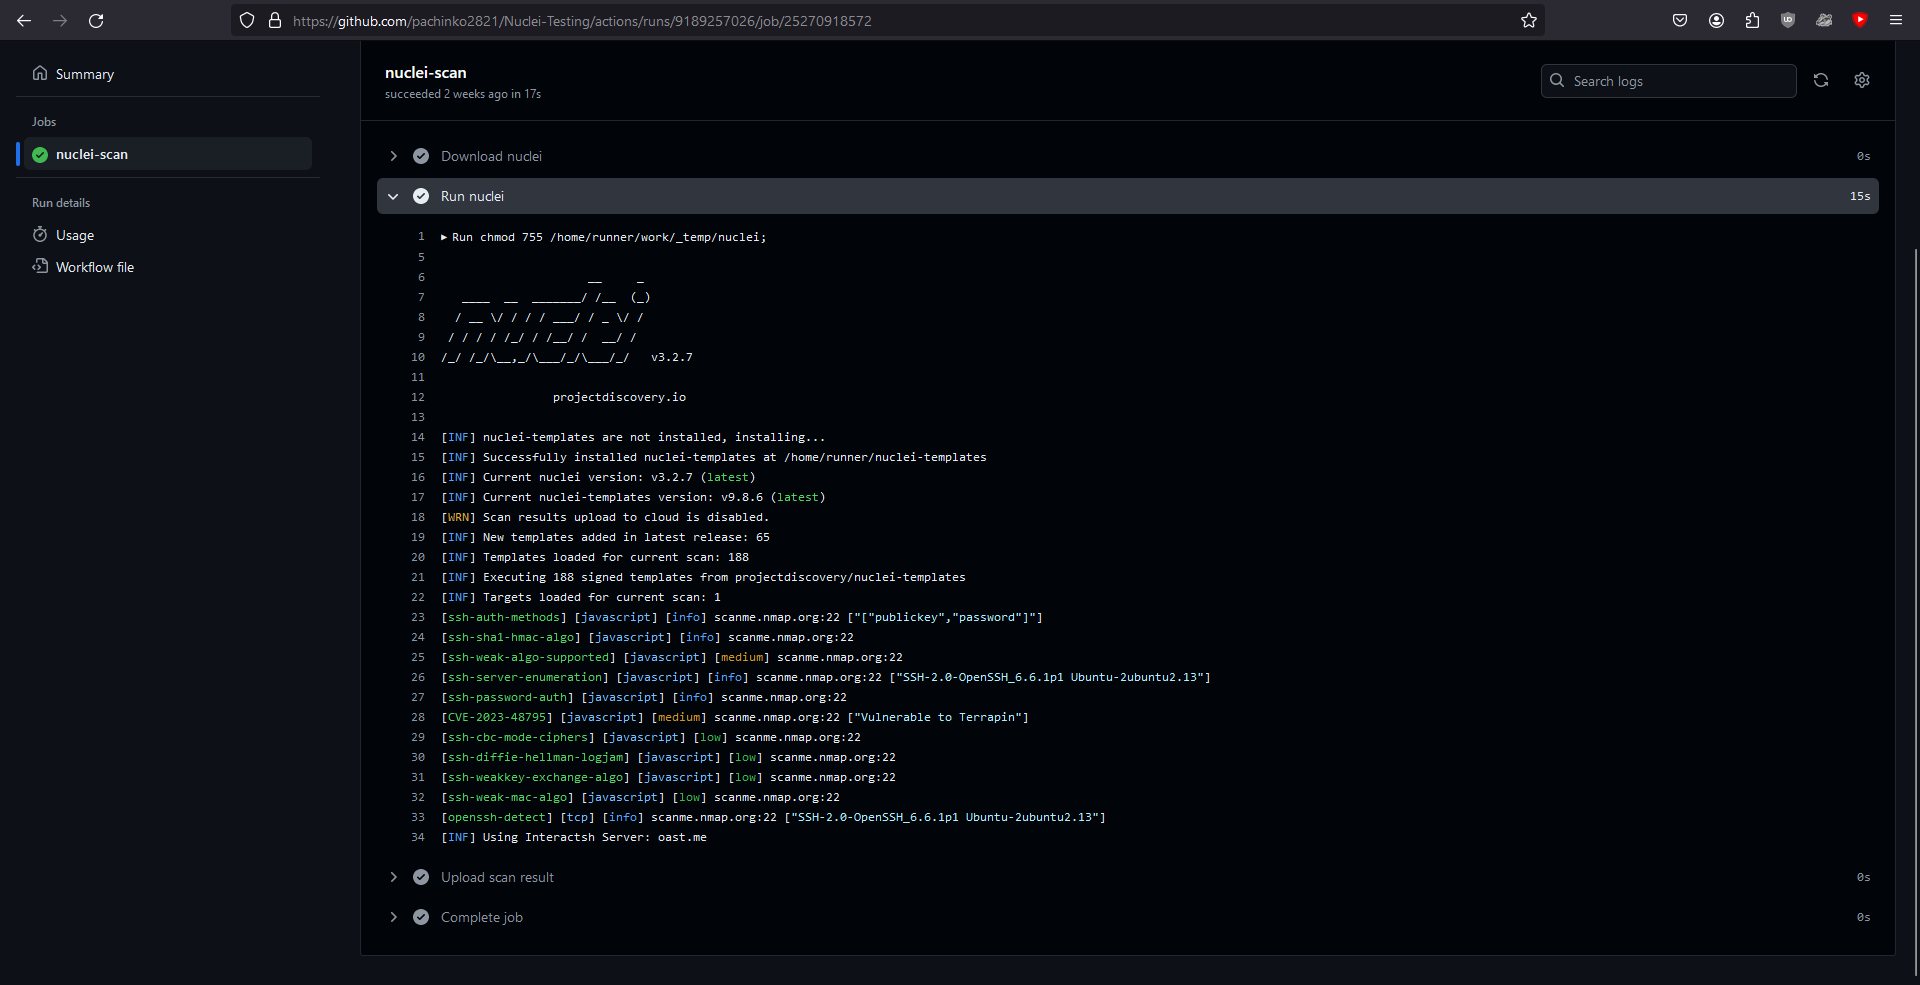 https://github.com/pachinko2821/Nuclei-Testing/actions/runs/9189257026/job/25270918572
Summary
Jobs
nuclei-scan
Run details
Usage
Workflow file
nuclei-scan
succeeded 2 weeks ago in 17s
Search logs
Download nuclei 0s
Run nuclei 15s
1 Run chmod 755 /home/runner/work/_temp/nuclei;
5
6                        __     _
7    ____  __  _______/ /__  (_)
8   / __ \/ / / / ___/ / _ \/ /
9  / / / / /_/ / /__/ /  __/ /
10 /_/ /_/\__,_/\___/_/\___/_/   v3.2.7
11
12 projectdiscovery.io
13
14 [INF] nuclei-templates are not installed, installing...
15 [INF] Successfully installed nuclei-templates at /home/runner/nuclei-templates
16 [INF] Current nuclei version: v3.2.7 (latest)
17 [INF] Current nuclei-templates version: v9.8.6 (latest)
18 [WRN] Scan results upload to cloud is disabled.
19 [INF] New templates added in latest release: 65
20 [INF] Templates loaded for current scan: 188
21 [INF] Executing 188 signed templates from projectdiscovery/nuclei-templates
22 [INF] Targets loaded for current scan: 1
23 [ssh-auth-methods] [javascript] [info] scanme.nmap.org:22 ["["publickey","password"]"]
24 [ssh-sha1-hmac-algo] [javascript] [info] scanme.nmap.org:22
25 [ssh-weak-algo-supported] [javascript] [medium] scanme.nmap.org:22
26 [ssh-server-enumeration] [javascript] [info] scanme.nmap.org:22 ["SSH-2.0-OpenSSH_6.6.1p1 Ubuntu-2ubuntu2.13"]
27 [ssh-password-auth] [javascript] [info] scanme.nmap.org:22
28 [CVE-2023-48795] [javascript] [medium] scanme.nmap.org:22 ["Vulnerable to Terrapin"]
29 [ssh-cbc-mode-ciphers] [javascript] [low] scanme.nmap.org:22
30 [ssh-diffie-hellman-logjam] [javascript] [low] scanme.nmap.org:22
31 [ssh-weakkey-exchange-algo] [javascript] [low] scanme.nmap.org:22
32 [ssh-weak-mac-algo] [javascript] [low] scanme.nmap.org:22
33 [openssh-detect] [tcp] [info] scanme.nmap.org:22 ["SSH-2.0-OpenSSH_6.6.1p1 Ubuntu-2ubuntu2.13"]
34 [INF] Using Interactsh Server: oast.me
Upload scan result 0s
Complete job 0s